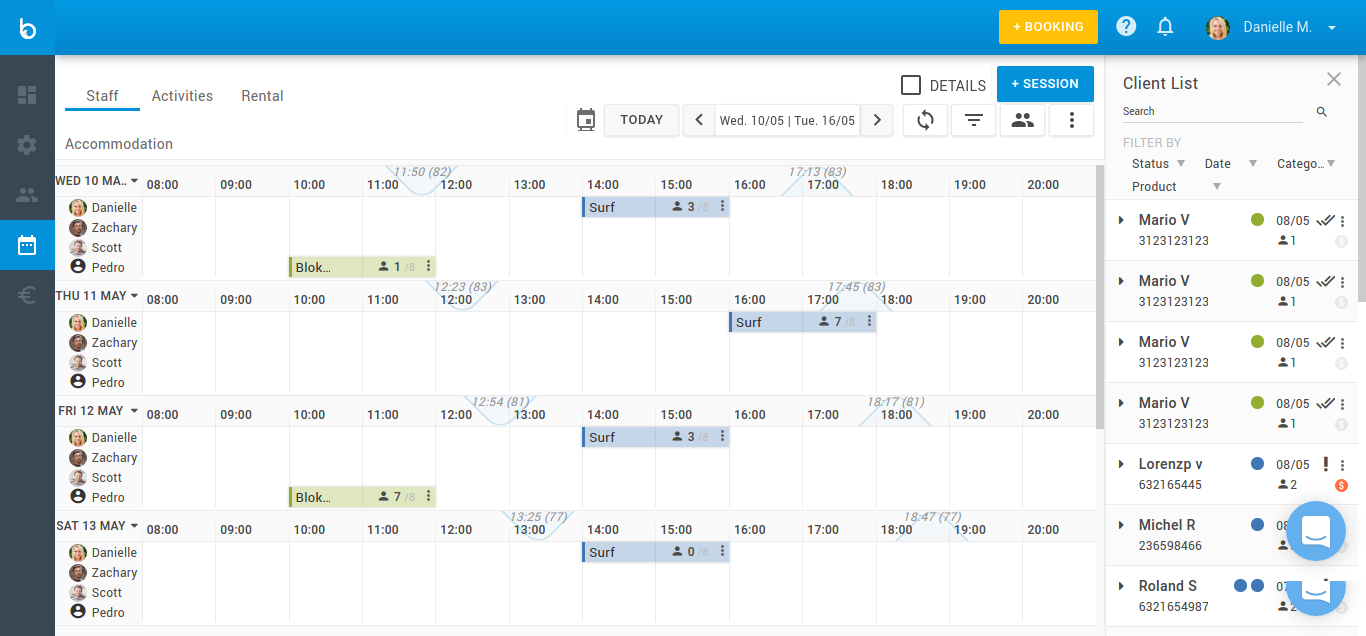 b
+ BOOKING
?
Danielle M.
Staff
Activities
Rental
Accommodation
DETAILS
+ SESSION
TODAY
Wed. 10/05 | Tue. 16/05
11:50 (82)
17:13 (83)
WED 10 MA..
08:00 09:00 10:00 11:00 12:00 13:00 14:00 15:00 16:00 17:00 18:00 19:00 20:00
Danielle
Surf 3 /8
Zachary
Scott
Pedro
Blok... 1 /8
12:23 (83)
17:45 (83)
THU 11 MAY
08:00 09:00 10:00 11:00 12:00 13:00 14:00 15:00 16:00 17:00 18:00 19:00 20:00
Danielle
Surf 7 /8
Zachary
Scott
Pedro
12:54 (81)
18:17 (81)
FRI 12 MAY
08:00 09:00 10:00 11:00 12:00 13:00 14:00 15:00 16:00 17:00 18:00 19:00 20:00
Danielle
Surf 3 /8
Zachary
Scott
Pedro
Blok... 7 /8
13:25 (77)
18:47 (77)
SAT 13 MAY
08:00 09:00 10:00 11:00 12:00 13:00 14:00 15:00 16:00 17:00 18:00 19:00 20:00
Danielle
Surf 0 /8
Zachary
Scott
Pedro
Client List
Search
FILTER BY
Status Date Catego...
Product
Mario V 08/05
3123123123 1
Mario V 08/05
3123123123 1
Mario V 08/05
3123123123 1
Mario V 08/05
3123123123 1
Lorenzp v 08/05 !
632165445 2 $
Michel R
236598466
Roland S
6321654987 2